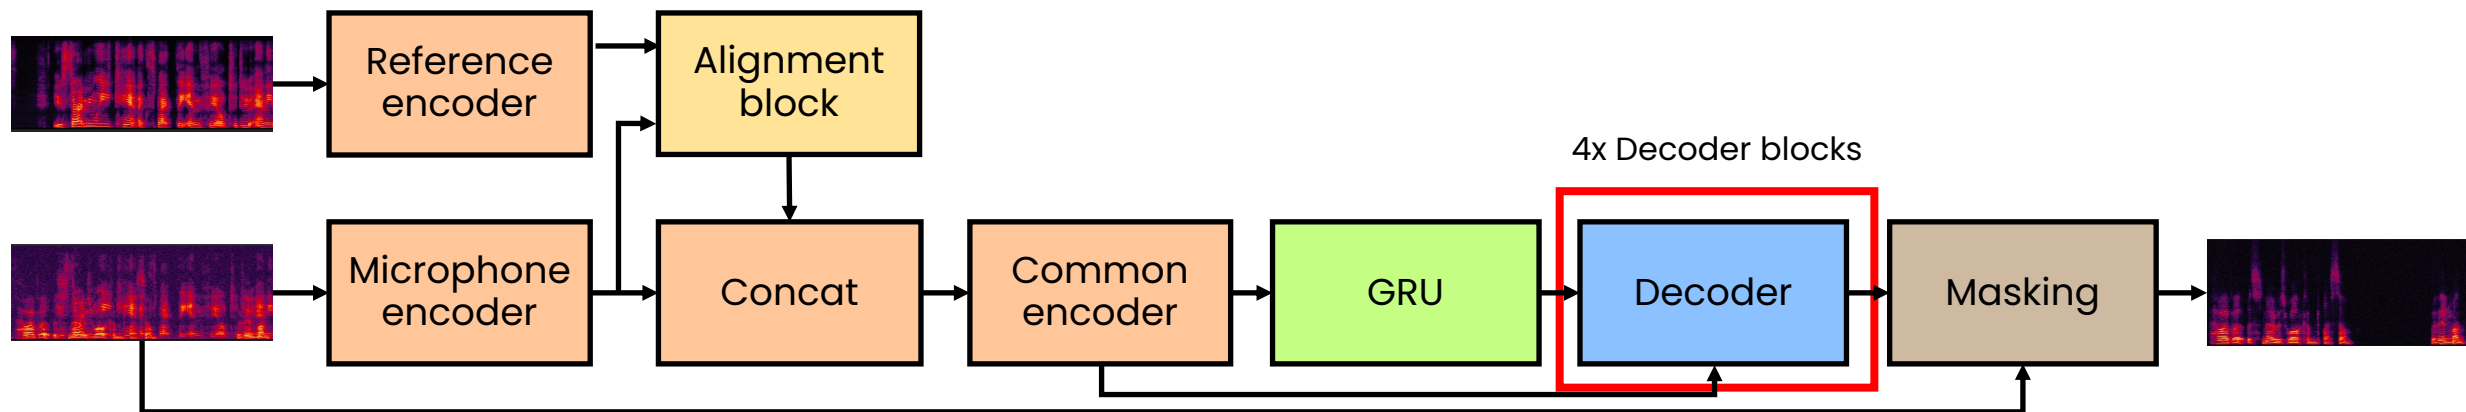 Reference
encoder
Alignment
block
4x Decoder blocks
Microphone
encoder
Concat
Common
encoder
GRU
Decoder
Masking